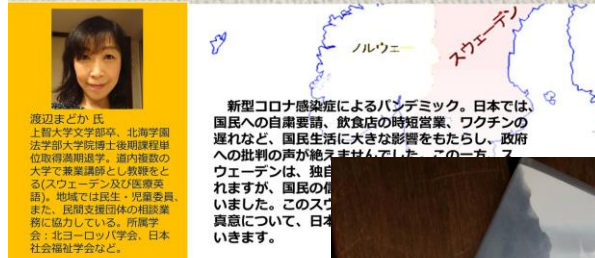 ノルウェー
スウェーデン
渡辺まどか 氏
上智大学文学部卒、北海学園
法学部大学院博士後期課程単
位取得満期退学。道内複数の
大学で兼業講師とし教鞭をと
る(スウェーデン及び医療英
語)。地域では民生・児童委員、
また、民間支援団体の相談業
務に協力している。所属学
会：北ヨーロッパ学会、日本
社会福祉学会など。
新型コロナ感染症によるパンデミック。日本では、
国民への自粛要請、飲食店の時短営業、ワクチンの
遅れなど、国民生活に大きな影響をもたらし、政府
への批判の声が絶えませんでした。この一方、ス
ウェーデンは、独自
れますが、国民の信
いました。このスウ
真意について、日本
いきます。